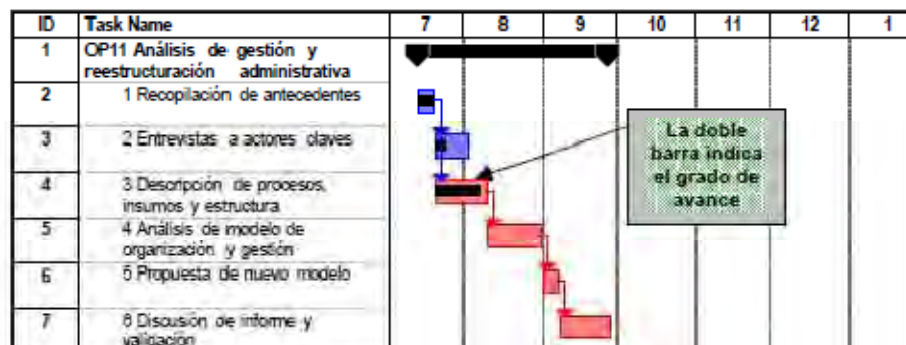 ID Task Name 7 8 9 10 11 12 1
1 OP11 Análisis de gestión y
reestructuración administrativa
2 1 Recopilación de antecedentes
3 2 Entrevistas a actores claves
4 3 Descripción de procesos,
insumos y estructura
5 4 Análisis de modelo de
organización y gestión
6 5 Propuesta de nuevo modelo
7 6 Discusión de informe y
validación
La doble
barra indica
el grado de
avance